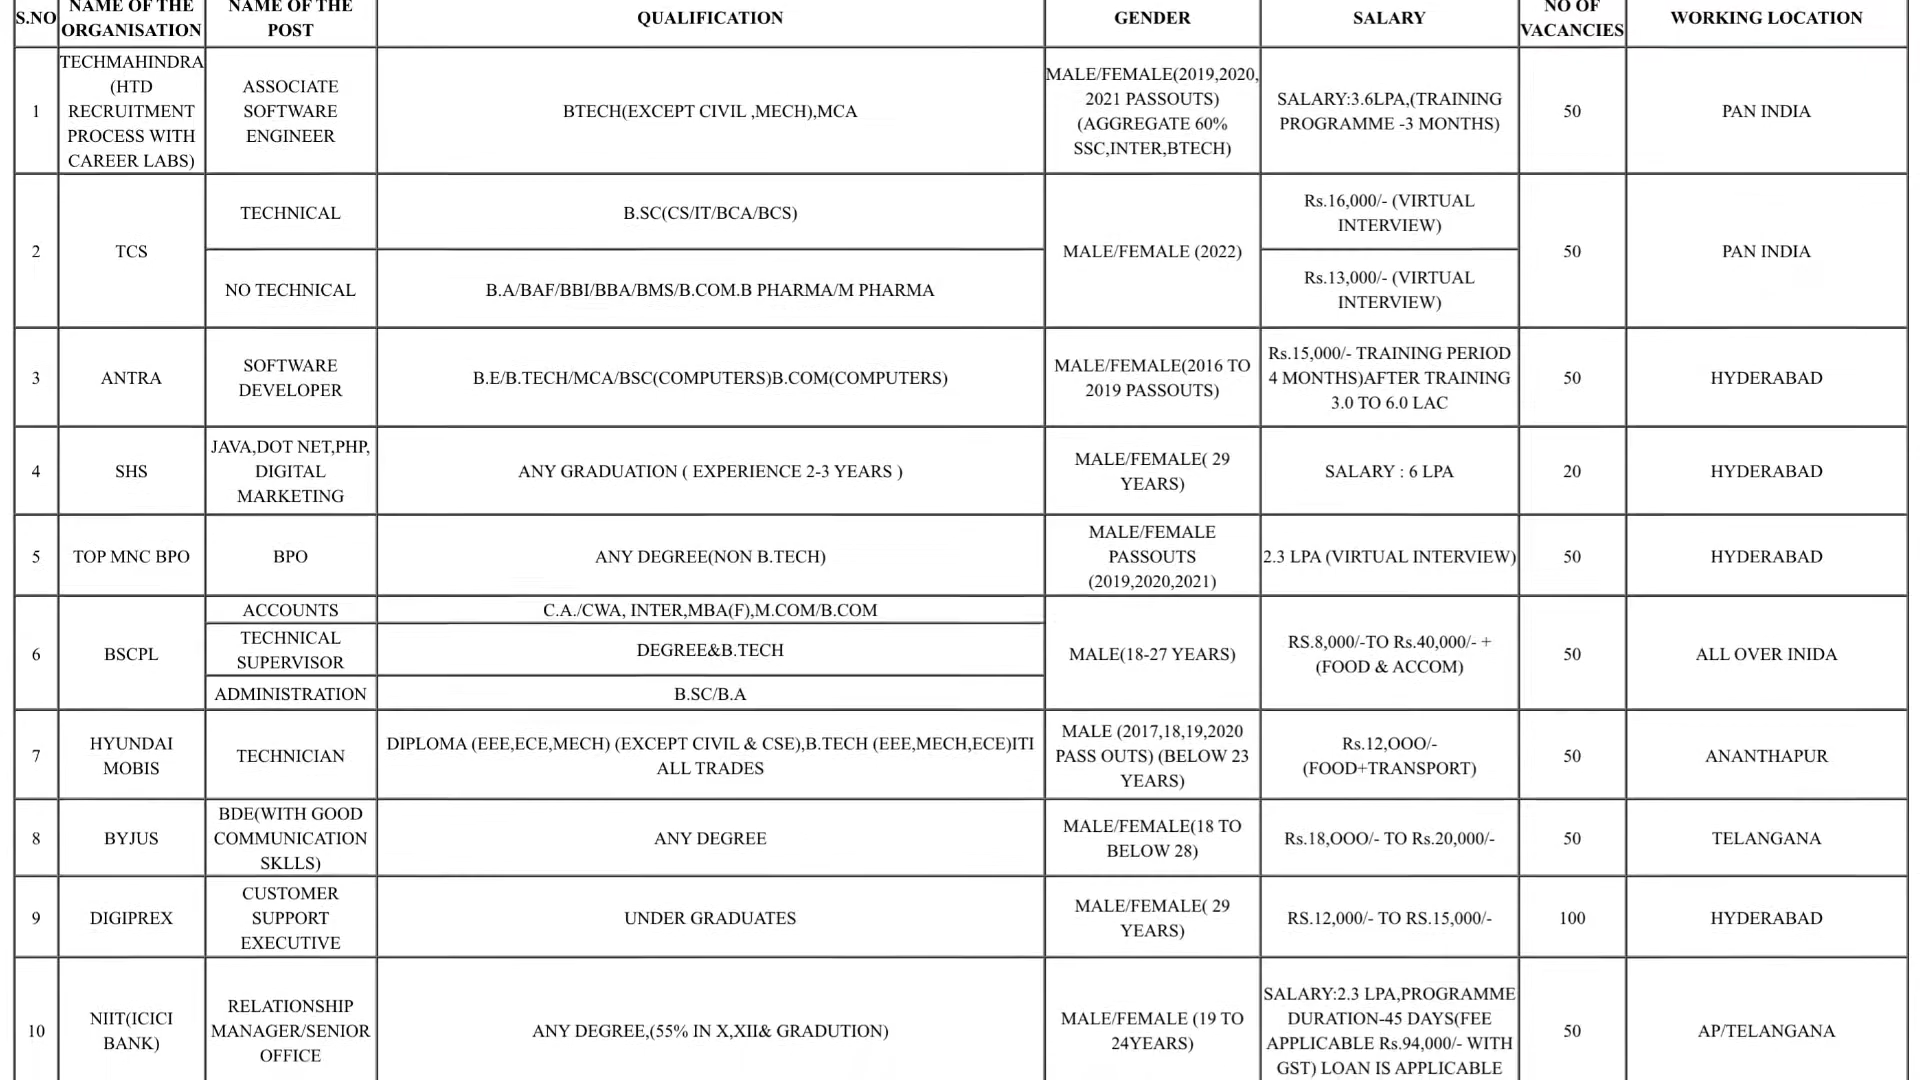 S.NO
NAME OF THE
ORGANISATION
NAME OF THE
POST
QUALIFICATION
GENDER
SALARY
NO OF
VACANCIES
WORKING LOCATION
1
TECHMAHINDRA
(HTD
RECRUITMENT
PROCESS WITH
CAREER LABS)
ASSOCIATE
SOFTWARE
ENGINEER
BTECH(EXCEPT CIVIL ,MECH),MCA
MALE/FEMALE(2019,2020,
2021 PASSOUTS)
(AGGREGATE 60%
SSC,INTER,BTECH)
SALARY:3.6LPA,(TRAINING
PROGRAMME -3 MONTHS)
50
PAN INDIA
2
TCS
TECHNICAL
B.SC(CS/IT/BCA/BCS)
MALE/FEMALE (2022)
Rs.16,000/- (VIRTUAL
INTERVIEW)
50
PAN INDIA
NO TECHNICAL
B.A/BAF/BBI/BBA/BMS/B.COM.B PHARMA/M PHARMA
Rs.13,000/- (VIRTUAL
INTERVIEW)
3
ANTRA
SOFTWARE
DEVELOPER
B.E/B.TECH/MCA/BSC(COMPUTERS)B.COM(COMPUTERS)
MALE/FEMALE(2016 TO
2019 PASSOUTS)
Rs.15,000/- TRAINING PERIOD
4 MONTHS)AFTER TRAINING
3.0 TO 6.0 LAC
50
HYDERABAD
4
SHS
JAVA,DOT NET,PHP,
DIGITAL
MARKETING
ANY GRADUATION ( EXPERIENCE 2-3 YEARS )
MALE/FEMALE( 29
YEARS)
SALARY : 6 LPA
20
HYDERABAD
5
TOP MNC BPO
BPO
ANY DEGREE(NON B.TECH)
MALE/FEMALE
PASSOUTS
(2019,2020,2021)
2.3 LPA (VIRTUAL INTERVIEW)
50
HYDERABAD
6
BSCPL
ACCOUNTS
C.A./CWA, INTER,MBA(F),M.COM/B.COM
MALE(18-27 YEARS)
RS.8,000/-TO Rs.40,000/- +
(FOOD & ACCOM)
50
ALL OVER INIDA
TECHNICAL
SUPERVISOR
DEGREE&B.TECH
ADMINISTRATION
B.SC/B.A
7
HYUNDAI
MOBIS
TECHNICIAN
DIPLOMA (EEE,ECE,MECH) (EXCEPT CIVIL & CSE),B.TECH (EEE,MECH,ECE)ITI
ALL TRADES
MALE (2017,18,19,2020
PASS OUTS) (BELOW 23
YEARS)
Rs.12,OOO/-
(FOOD+TRANSPORT)
50
ANANTHAPUR
8
BYJUS
BDE(WITH GOOD
COMMUNICATION
SKLLS)
ANY DEGREE
MALE/FEMALE(18 TO
BELOW 28)
Rs.18,OOO/- TO Rs.20,000/-
50
TELANGANA
9
DIGIPREX
CUSTOMER
SUPPORT
EXECUTIVE
UNDER GRADUATES
MALE/FEMALE( 29
YEARS)
RS.12,000/- TO RS.15,000/-
100
HYDERABAD
10
NIIT(ICICI
BANK)
RELATIONSHIP
MANAGER/SENIOR
OFFICE
ANY DEGREE,(55% IN X,XII& GRADUTION)
MALE/FEMALE (19 TO
24YEARS)
SALARY:2.3 LPA,PROGRAMME
DURATION-45 DAYS(FEE
APPLICABLE Rs.94,000/- WITH
GST) LOAN IS APPLICABLE
50
AP/TELANGANA